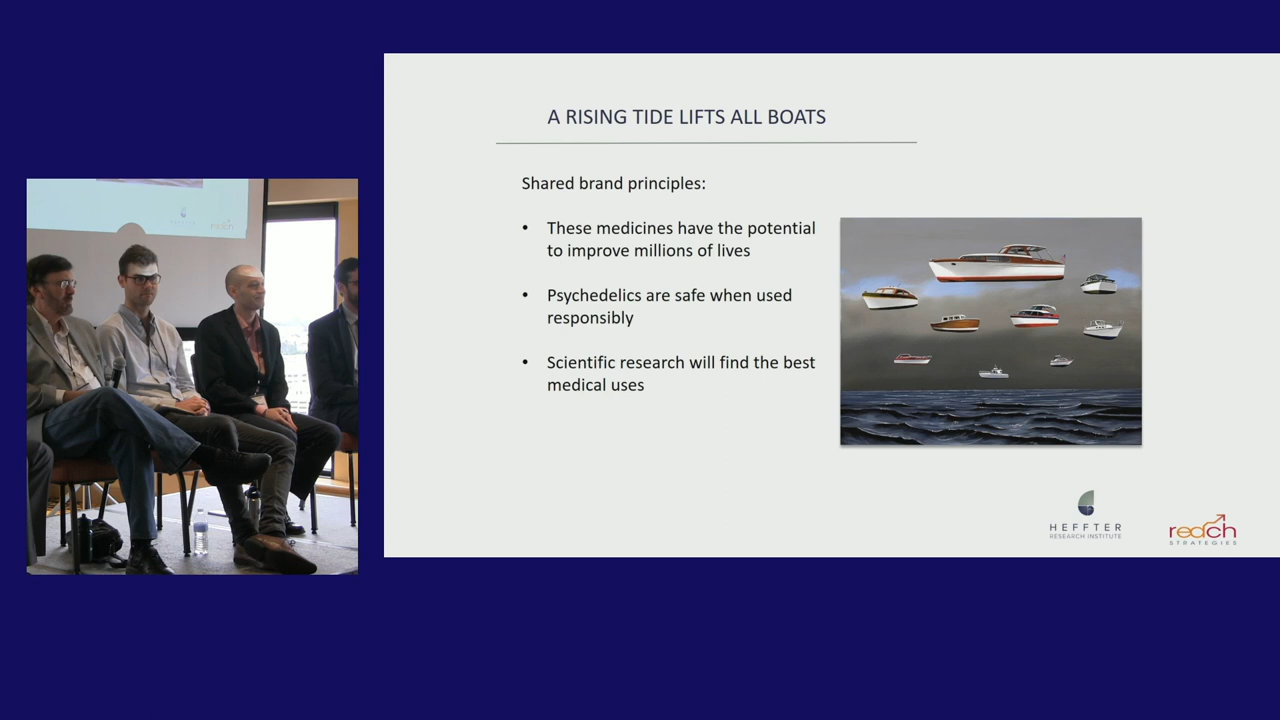 A RISING TIDE LIFTS ALL BOATS
Shared brand principles:
• These medicines have the potential
to improve millions of lives
• Psychedelics are safe when used
responsibly
• Scientific research will find the best
medical uses
HEFFTER
RESEARCH INSTITUTE
reach
STRATEGIES